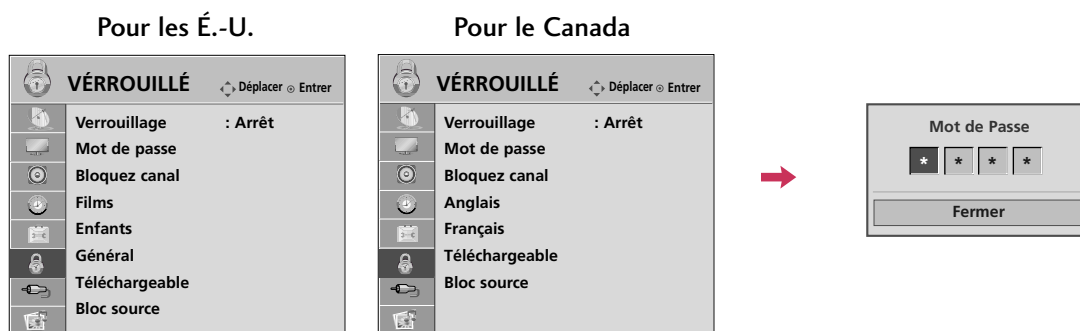 Pour les É.-U.
VÉRROUILLÉ Déplacer Entrer
Verrouillage : Arrêt
Mot de passe
Bloquez canal
Films
Enfants
Général
Téléchargeable
Bloc source
Pour le Canada
VÉRROUILLÉ Déplacer Entrer
Verrouillage : Arrêt
Mot de passe
Bloquez canal
Anglais
Français
Téléchargeable
Bloc source
Mot de Passe
* * * *
Fermer